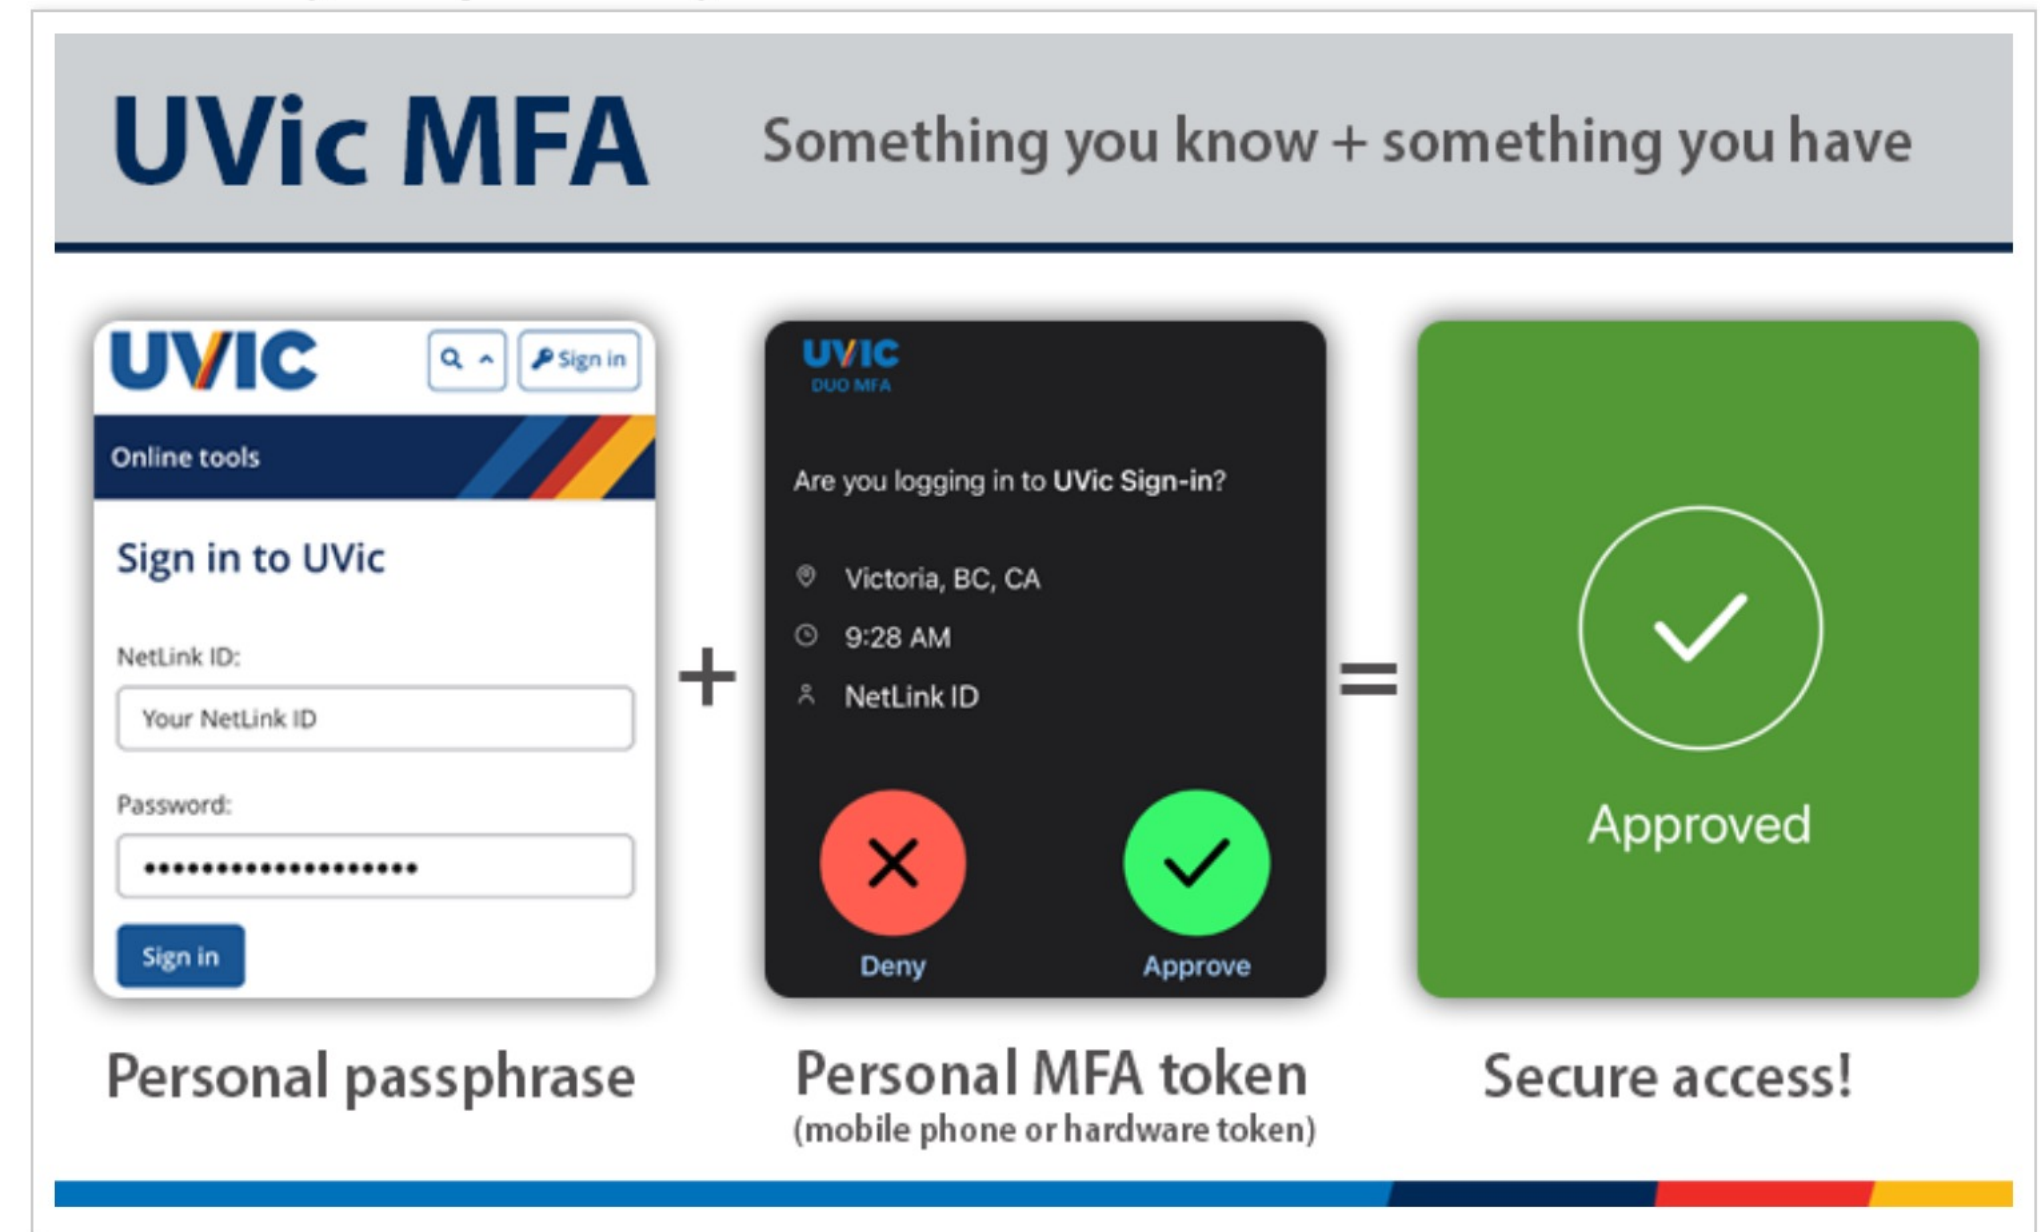 UVic MFA
Something you know + something you have
UVIC
Sign in
Online tools
Sign in to UVic
NetLink ID:
Your NetLink ID
Password:
•••••••••••••••••••
Sign in
+
UVIC
DUO MFA
Are you logging in to UVic Sign-in?
Victoria, BC, CA
9:28 AM
NetLink ID
Deny
Approve
=
Approved
Personal passphrase
Personal MFA token
(mobile phone or hardware token)
Secure access!